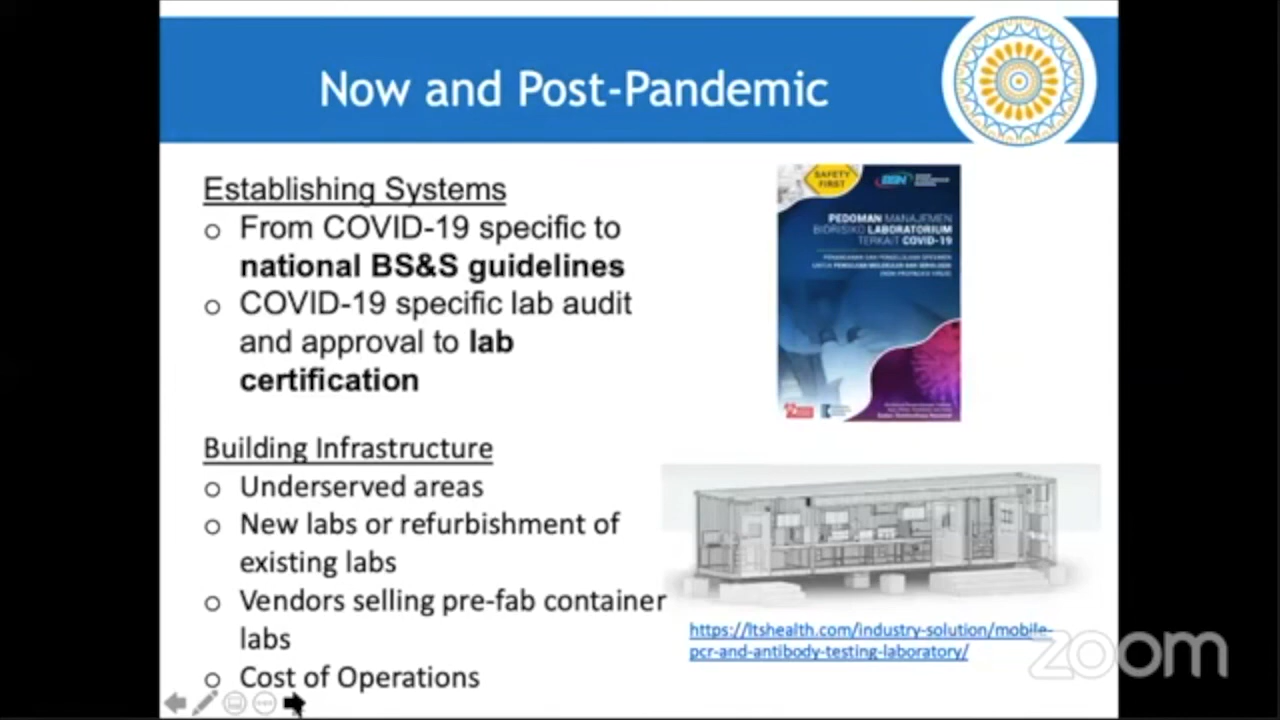 Now and Post-Pandemic
Establishing Systems
o From COVID-19 specific to
national BS&S guidelines
o COVID-19 specific lab audit
and approval to lab
certification
Building Infrastructure
o Underserved areas
o New labs or refurbishment of
existing labs
o Vendors selling pre-fab container
labs
o Cost of Operations
SAFETY
FIRST
BSN
PEDOMAN MANAJEMEN
BIORISIKO LABORATORIUM
TERKAIT COVID-19
https://ltshealth.com/industry-solution/mobile-
pcr-and-antibody-testing-laboratory/
zoom